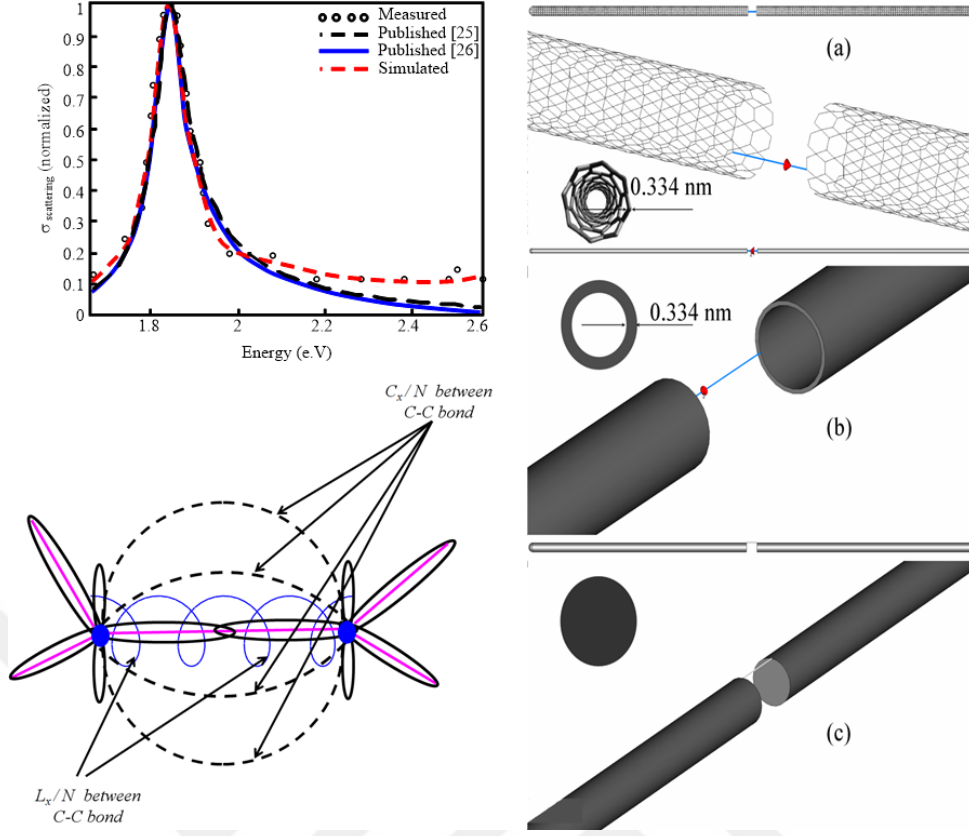 1
0.9
0.8
0.7
0.6
0.5
0.4
0.3
0.2
0.1
0
σ scattering (normalized)
Measured
Published [25]
Published [26]
Simulated
1.8
2
2.2
2.4
2.6
Energy (e.V)
Cx/N between
C-C bond
Lx/N between
C-C bond
(a)
0.334 nm
0.334 nm
(b)
(c)